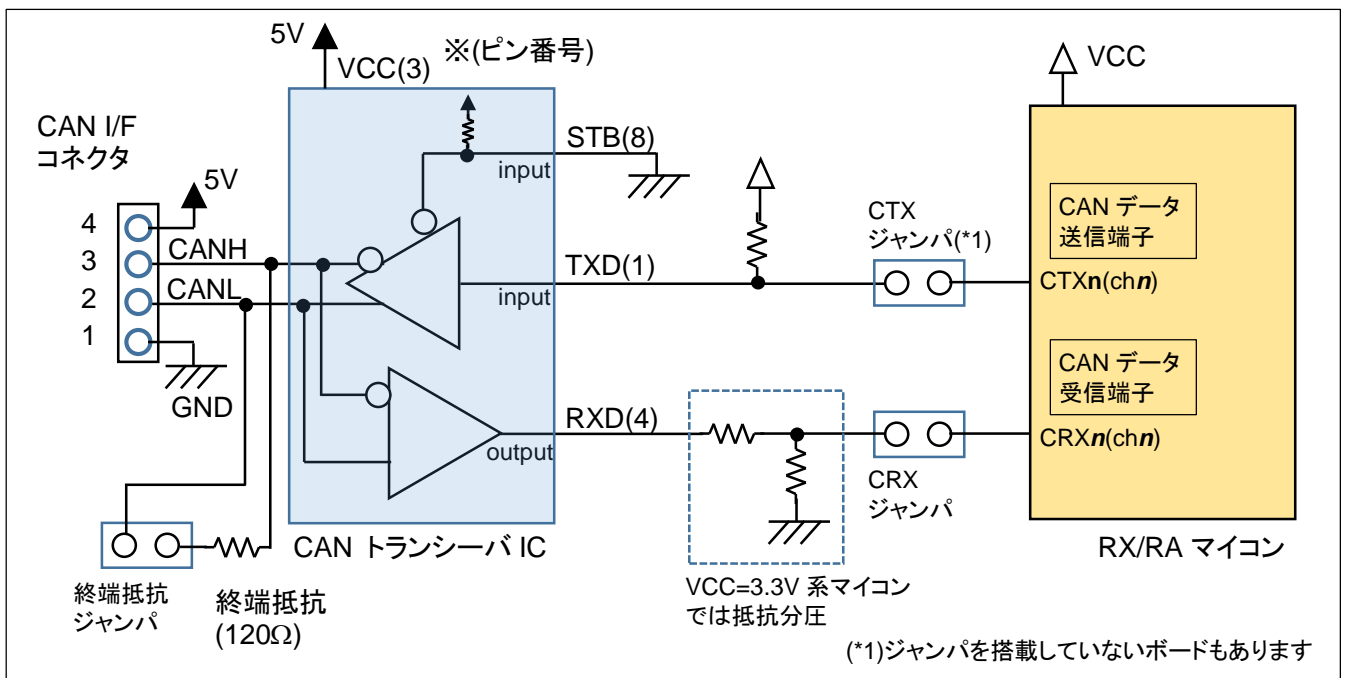 5V
VCC(3)
※(ピン番号)
VCC
CAN I/F
コネクタ
5V
4
3
2
1
CANH
CANL
GND
STB(8)
input
TXD(1)
input
CTX
ジャンパ(*1)
CAN データ
送信端子
CTXn(chn)
CAN データ
受信端子
CRXn(chn)
RXD(4)
output
CRX
ジャンパ
CAN トランシーバ IC
RX/RA マイコン
終端抵抗
ジャンパ
終端抵抗
(120Ω)
VCC=3.3V 系マイコン
では抵抗分圧
(*1)ジャンパを搭載していないボードもあります